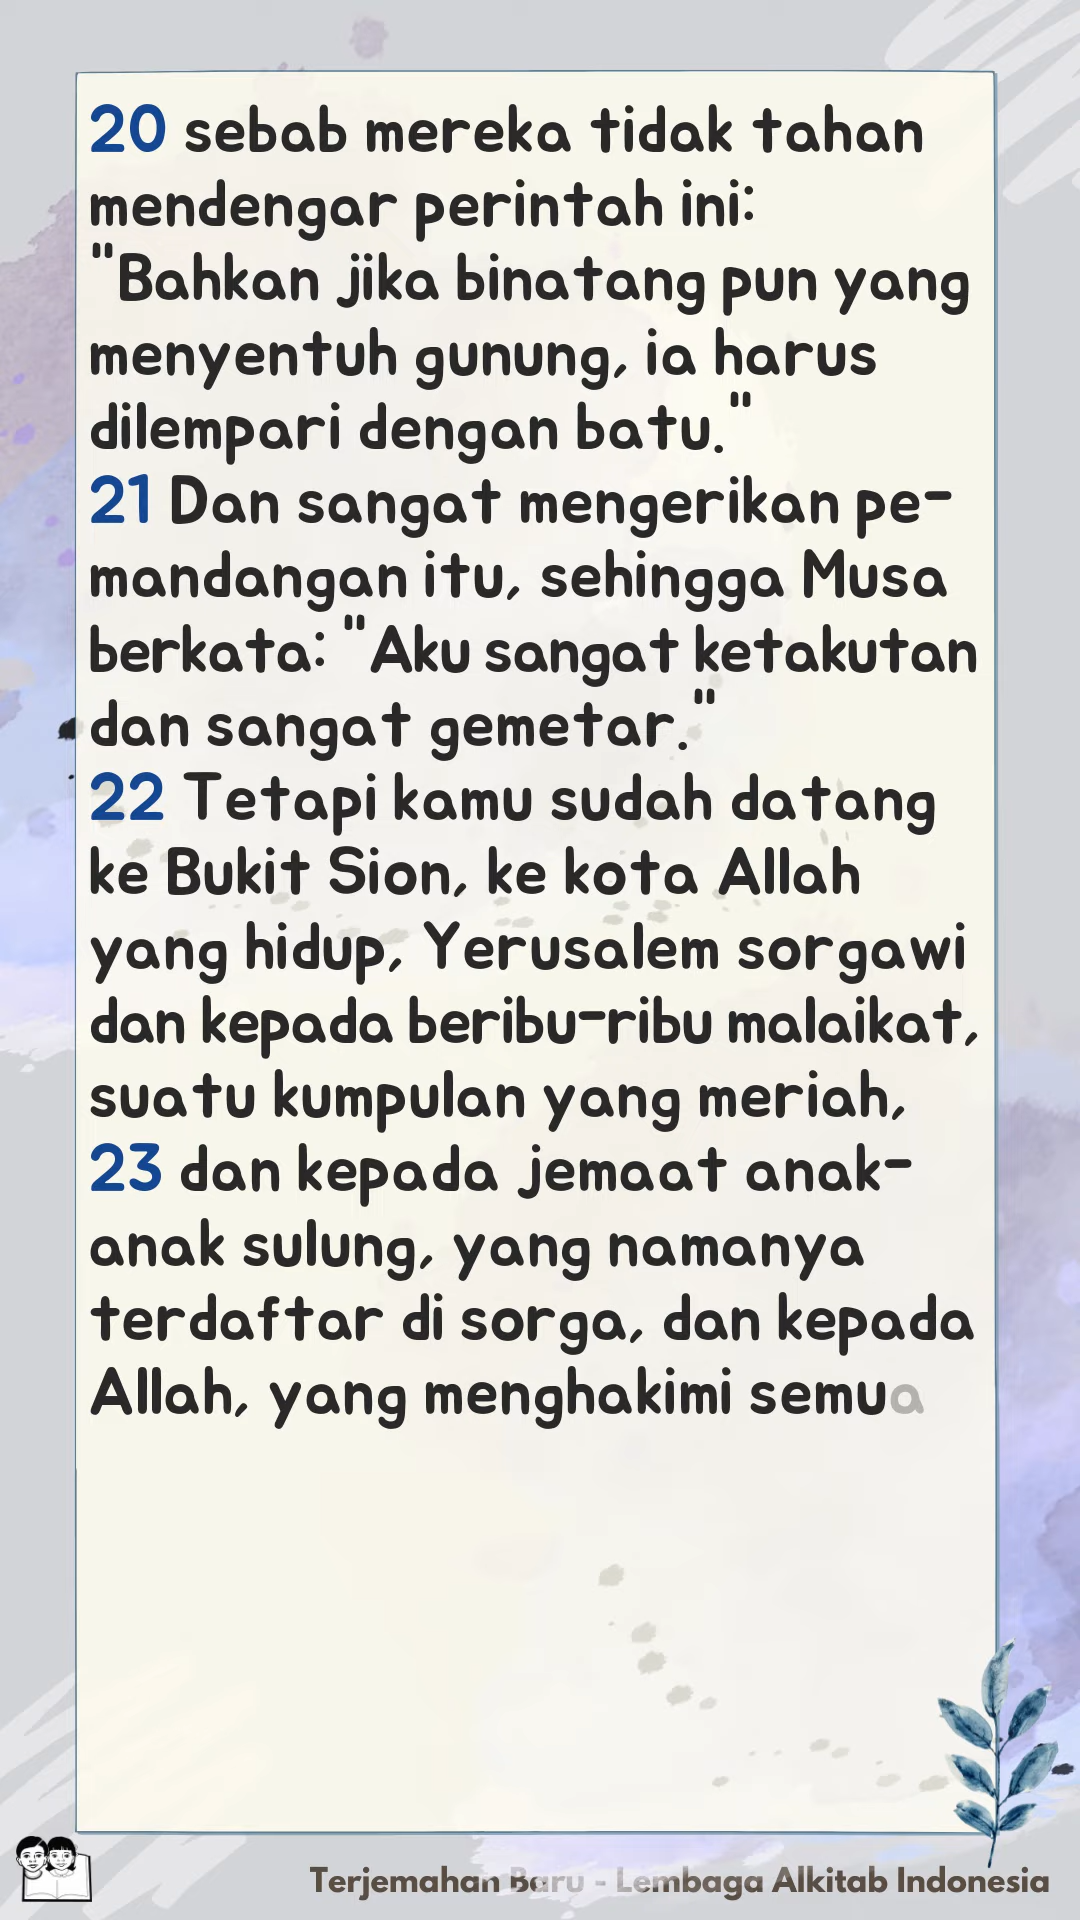 20 sebab mereka tidak tahan
mendengar perintah ini:
"Bahkan jika binatang pun yang
menyentuh gunung, ia harus
dilempari dengan batu."
21 Dan sangat mengerikan pe-
mandangan itu, sehingga Musa
berkata: "Aku sangat ketakutan
dan sangat gemetar."
22 Tetapi kamu sudah datang
ke Bukit Sion, ke kota Allah
yang hidup, Yerusalem sorgawi
dan kepada beribu-ribu malaikat,
suatu kumpulan yang meriah,
23 dan kepada jemaat anak-
anak sulung, yang namanya
terdaftar di sorga, dan kepada
Allah, yang menghakimi semua
Terjemahan Baru - Lembaga Alkitab Indonesia